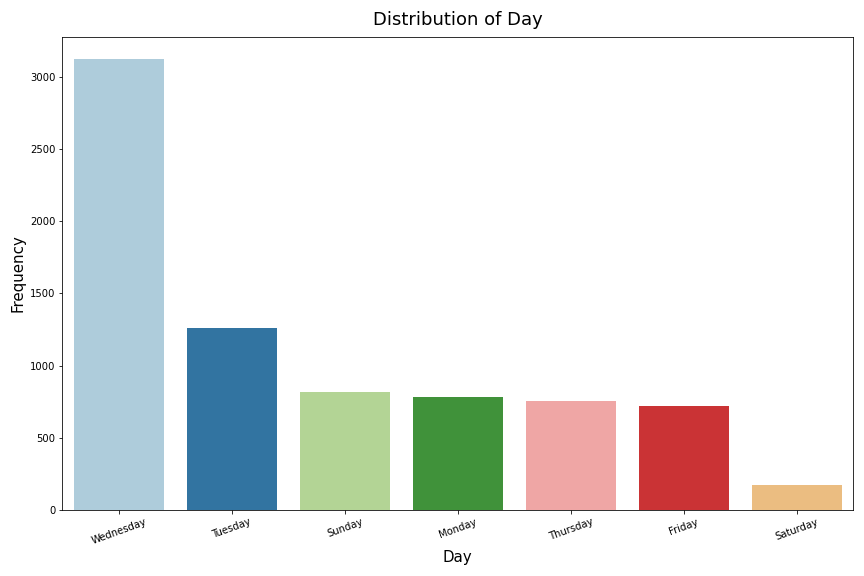 Distribution of Day
Frequency
3000
2500
2000
1500
1000
500
0
Wednesday
Tuesday
Sunday
Monday
Thursday
Friday
Saturday
Day